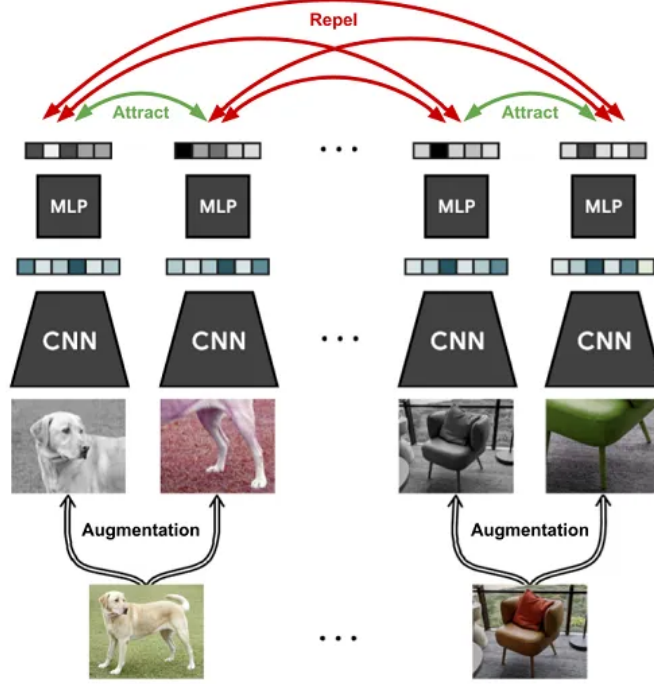 Repel
Attract
Attract
MLP
MLP
MLP
MLP
CNN
CNN
CNN
CNN
Augmentation
Augmentation